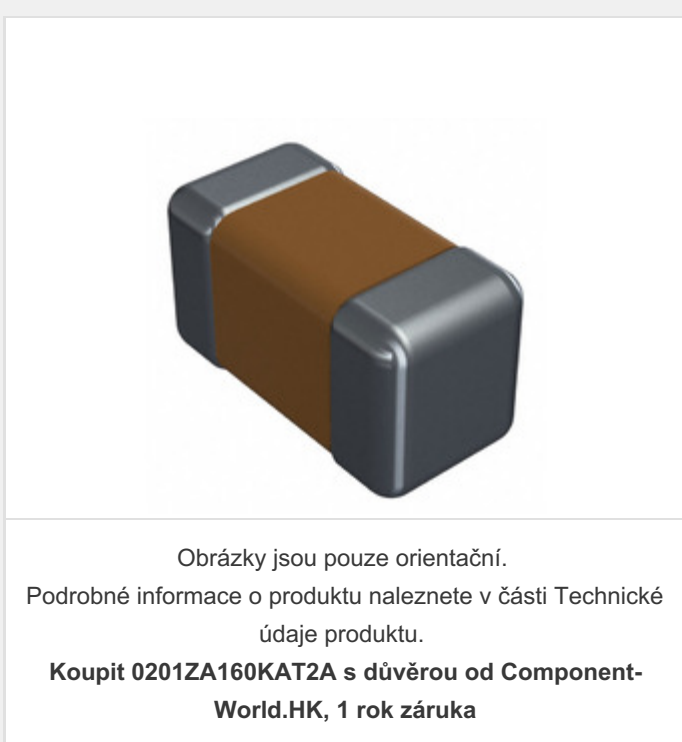 Obrázky jsou pouze orientační.
Podrobné informace o produktu naleznete v části Technické
údaje produktu.
Koupit 0201ZA160KAT2A s důvěrou od Component-
World.HK, 1 rok záruka